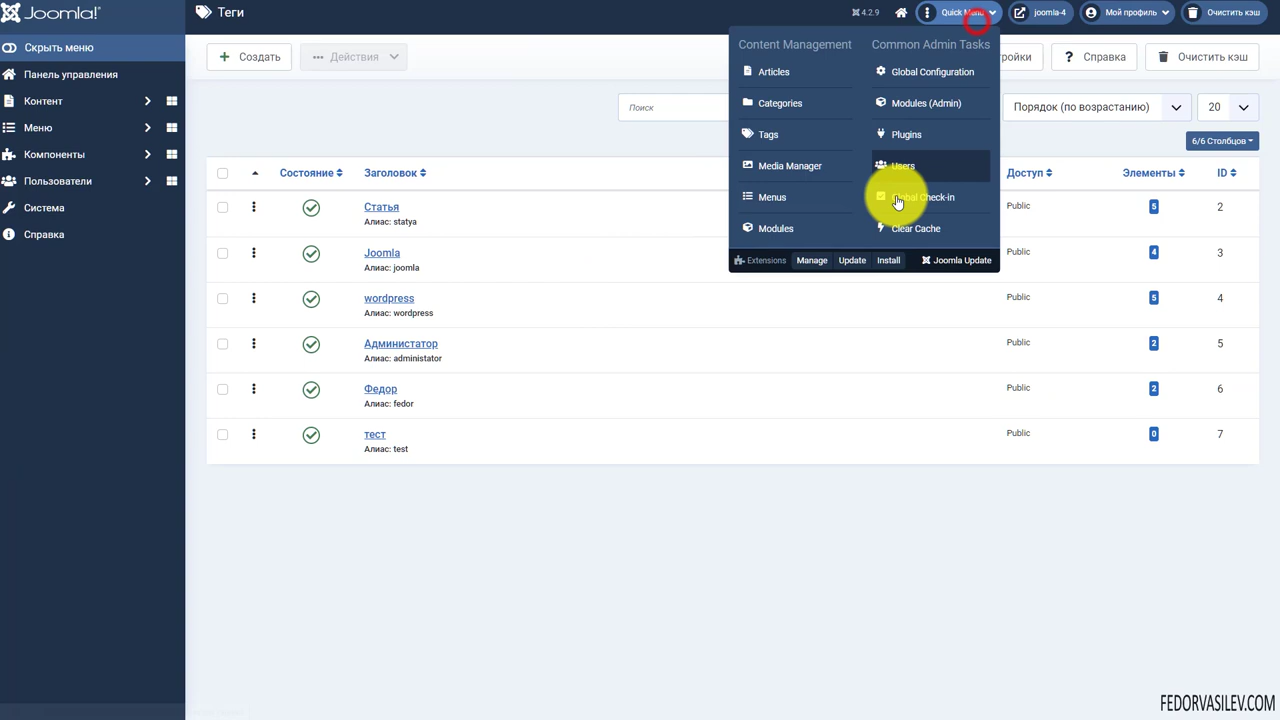 Joomla!
Теги
4.2.9
Quick Menu
joomla-4
Мой профиль
Очистить кэш
Скрыть меню
Панель управления
Контент
Меню
Компоненты
Пользователи
Система
Справка
Создать
Действия
ройки
Справка
Очистить кэш
Content Management
Common Admin Tasks
Articles
Global Configuration
Categories
Modules (Admin)
Tags
Plugins
Media Manager
Users
Menus
Global Check-in
Modules
Clear Cache
Extensions
Manage
Update
Install
Joomla Update
Поиск
Порядок (по возрастанию)
20
6/6 Столбцов
Состояние
Заголовок
Доступ
Элементы
ID
Статья
Алиас: statya
Public
5
2
Joomla
Алиас: joomla
Public
4
3
wordpress
Алиас: wordpress
Public
5
4
Администатор
Алиас: administator
Public
2
5
Федор
Алиас: fedor
Public
2
6
тест
Алиас: test
Public
0
7
FEDORVASILEV.COM